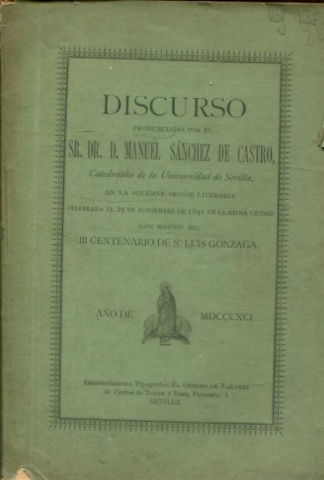 DISCURSO
PRONUNCIADO POR EL
SR. DR. D. MANUEL SÁNCHEZ DE CASTRO,
Catedrático de la Universidad de Sevilla,
EN LA SOLEMNE SESIÓN LITERARIA
CELEBRADA EL 29 DE NOVIEMBRE DE 1891 EN LA MISMA CIUDAD
CON MOTIVO DEL
III CENTENARIO DE S. LUIS GONZAGA.
AÑO DE MDCCCXCI
Establecimiento Tipográfico EL OBRERO DE NAZARET
de Carlos de Torres y Daza, 3
SEVILLA